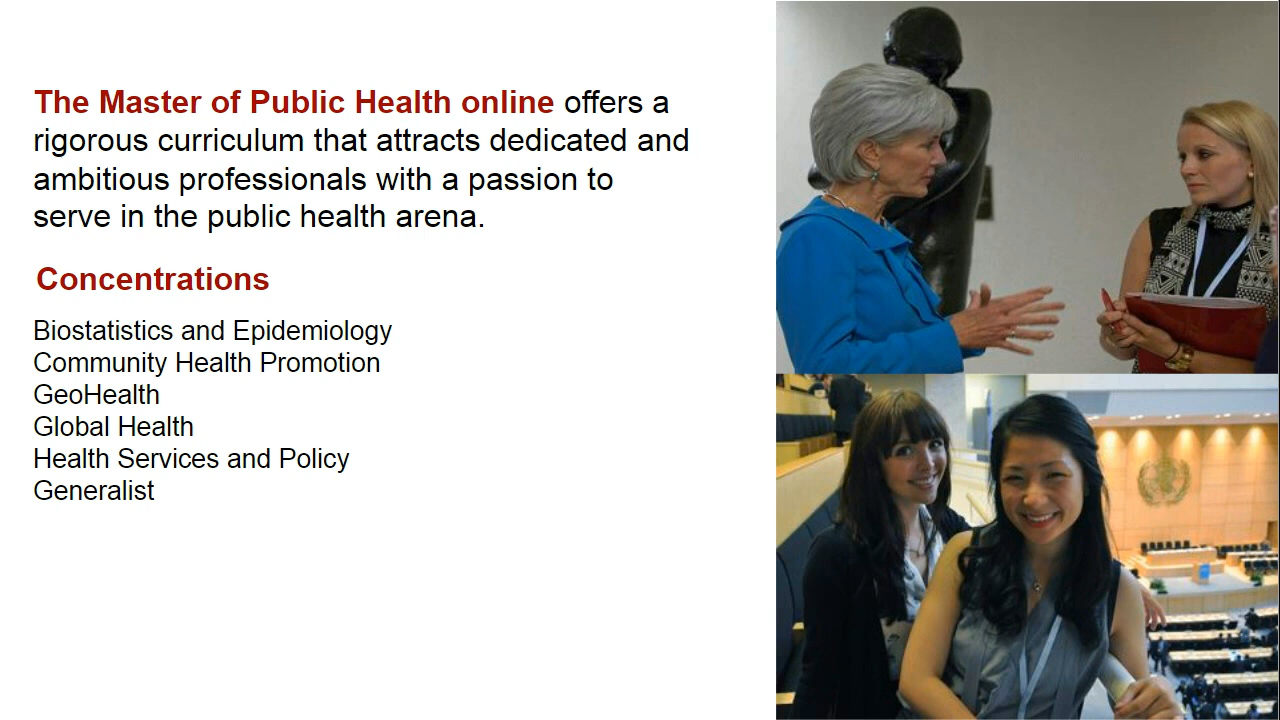 The Master of Public Health online offers a
rigorous curriculum that attracts dedicated and
ambitious professionals with a passion to
serve in the public health arena.
Concentrations
Biostatistics and Epidemiology
Community Health Promotion
GeoHealth
Global Health
Health Services and Policy
Generalist